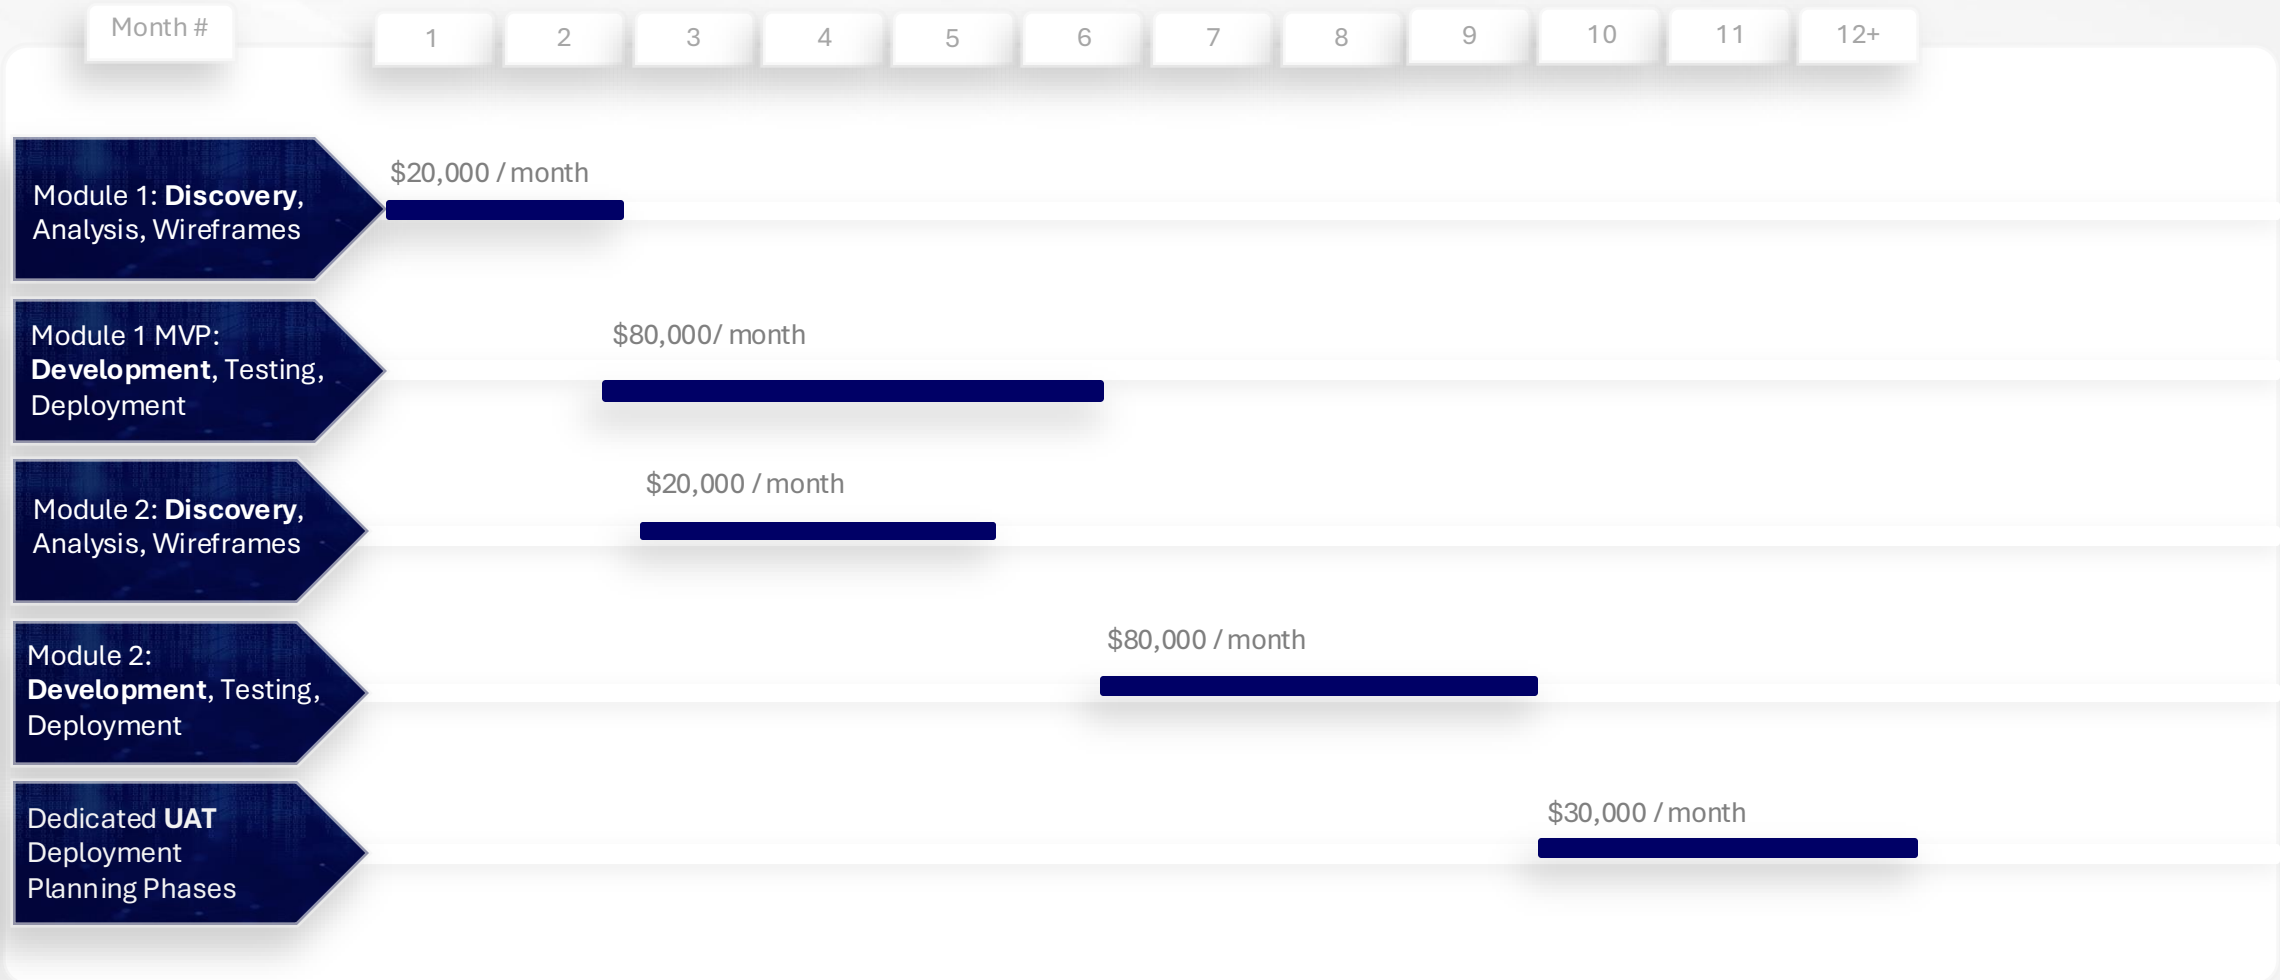 Month #
1 2 3 4 5 6 7 8 9 10 11 12+
Module 1: Discovery,
Analysis, Wireframes
$20,000 / month
Module 1 MVP:
Development, Testing,
Deployment
$80,000/ month
Module 2: Discovery,
Analysis, Wireframes
$20,000 / month
Module 2:
Development, Testing,
Deployment
$80,000 / month
Dedicated UAT
Deployment
Planning Phases
$30,000 / month